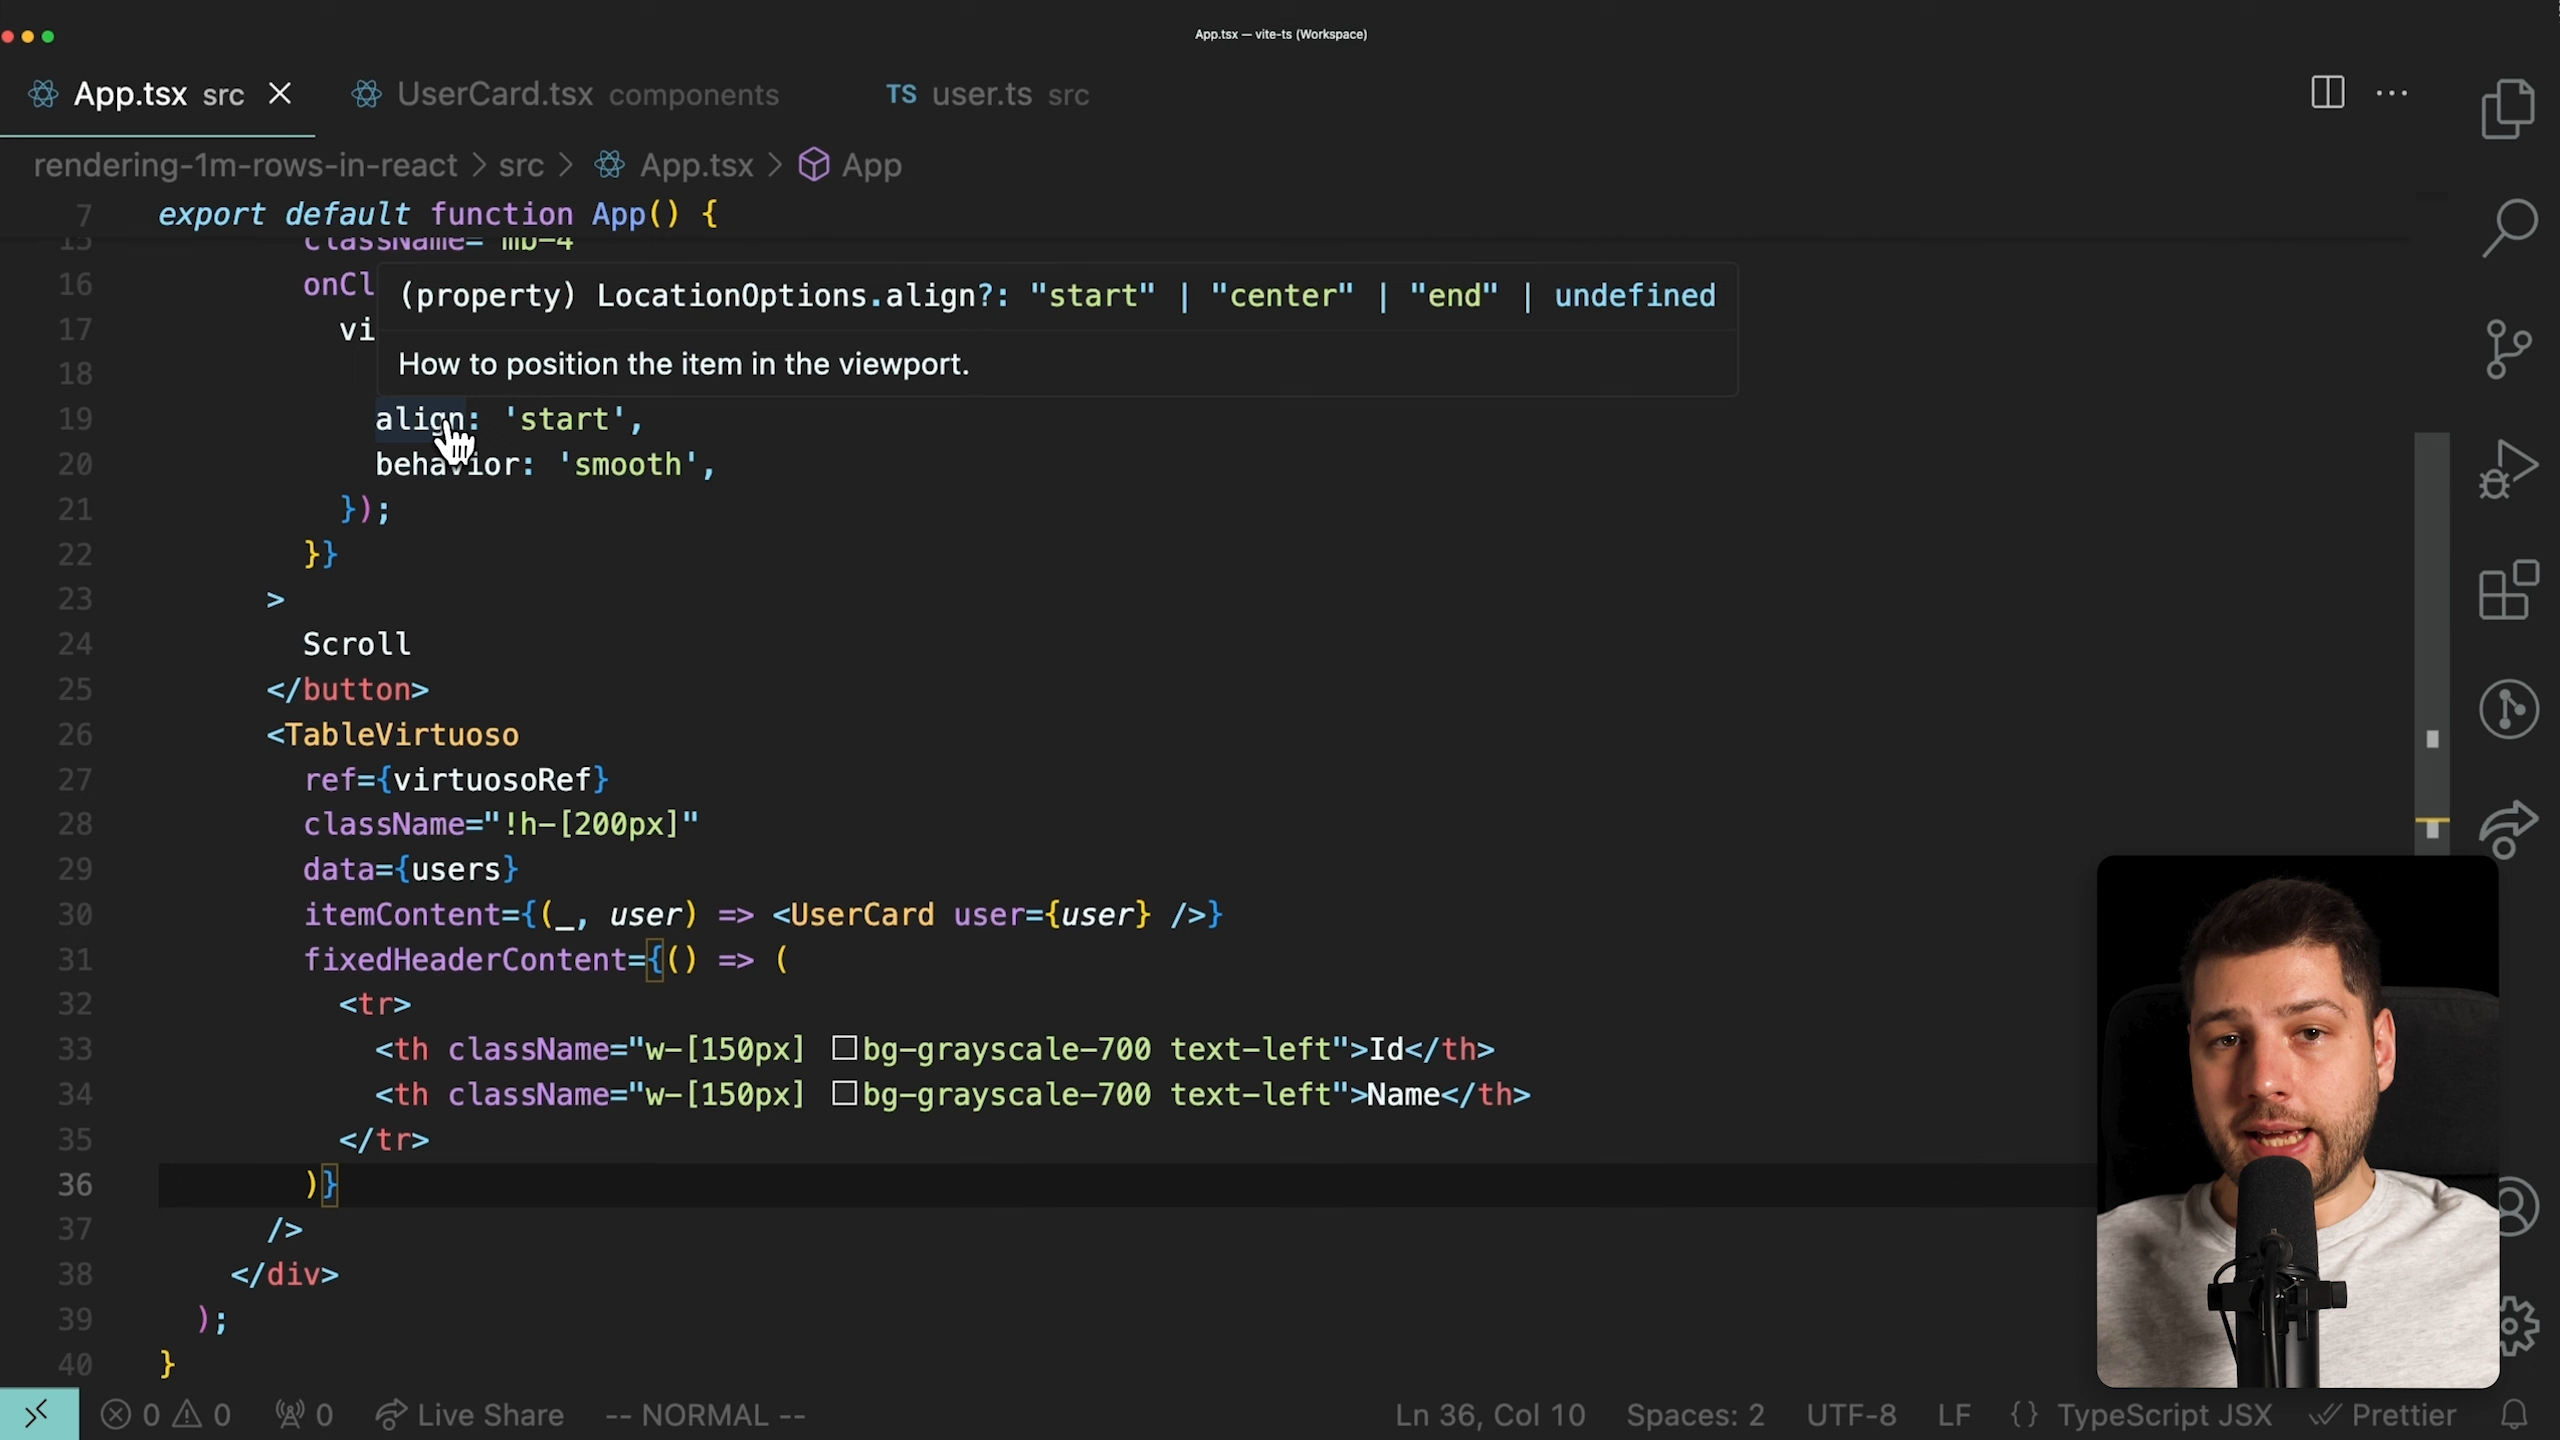 App.tsx — vite-ts (Workspace)
App.tsx src
UserCard.tsx components
TS user.ts src
rendering-1m-rows-in-react > src > App.tsx > App
7 export default function App() {
15 className="mb-4"
16 onCl
(property) LocationOptions.align?: "start" | "center" | "end" | undefined
17 vi
How to position the item in the viewport.
18
19 align: 'start',
20 behavior: 'smooth',
21 });
22 }}
23 >
24 Scroll
25 </button>
26 <TableVirtuoso
27 ref={virtuosoRef}
28 className="!h-[200px]"
29 data={users}
30 itemContent={(_, user) => <UserCard user={user} />}
31 fixedHeaderContent={() => (
32 <tr>
33 <th className="w-[150px] bg-grayscale-700 text-left">Id</th>
34 <th className="w-[150px] bg-grayscale-700 text-left">Name</th>
35 </tr>
36 )}
37 />
38 </div>
39 );
40 }
0 0 0 Live Share -- NORMAL -- Ln 36, Col 10 Spaces: 2 UTF-8 LF {} TypeScript JSX Prettier